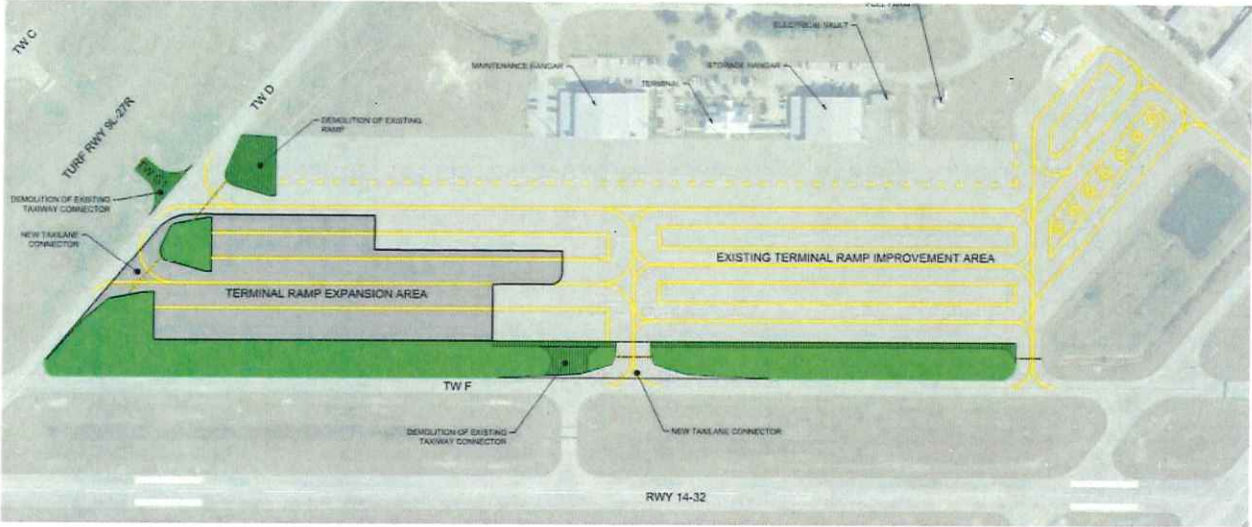 FUEL FARM
ELECTRICAL VAULT
TW C
MAINTENANCE HANGAR
STORAGE HANGAR
TERMINAL
TW D
DEMOLITION OF EXISTING
RAMP
TURF RWY 9L-27R
DEMOLITION OF EXISTING
TAXIWAY CONNECTOR
NEW TAXILANE
CONNECTOR
EXISTING TERMINAL RAMP IMPROVEMENT AREA
TERMINAL RAMP EXPANSION AREA
TW F
DEMOLITION OF EXISTING
TAXIWAY CONNECTOR
NEW TAXILANE CONNECTOR
RWY 14-32